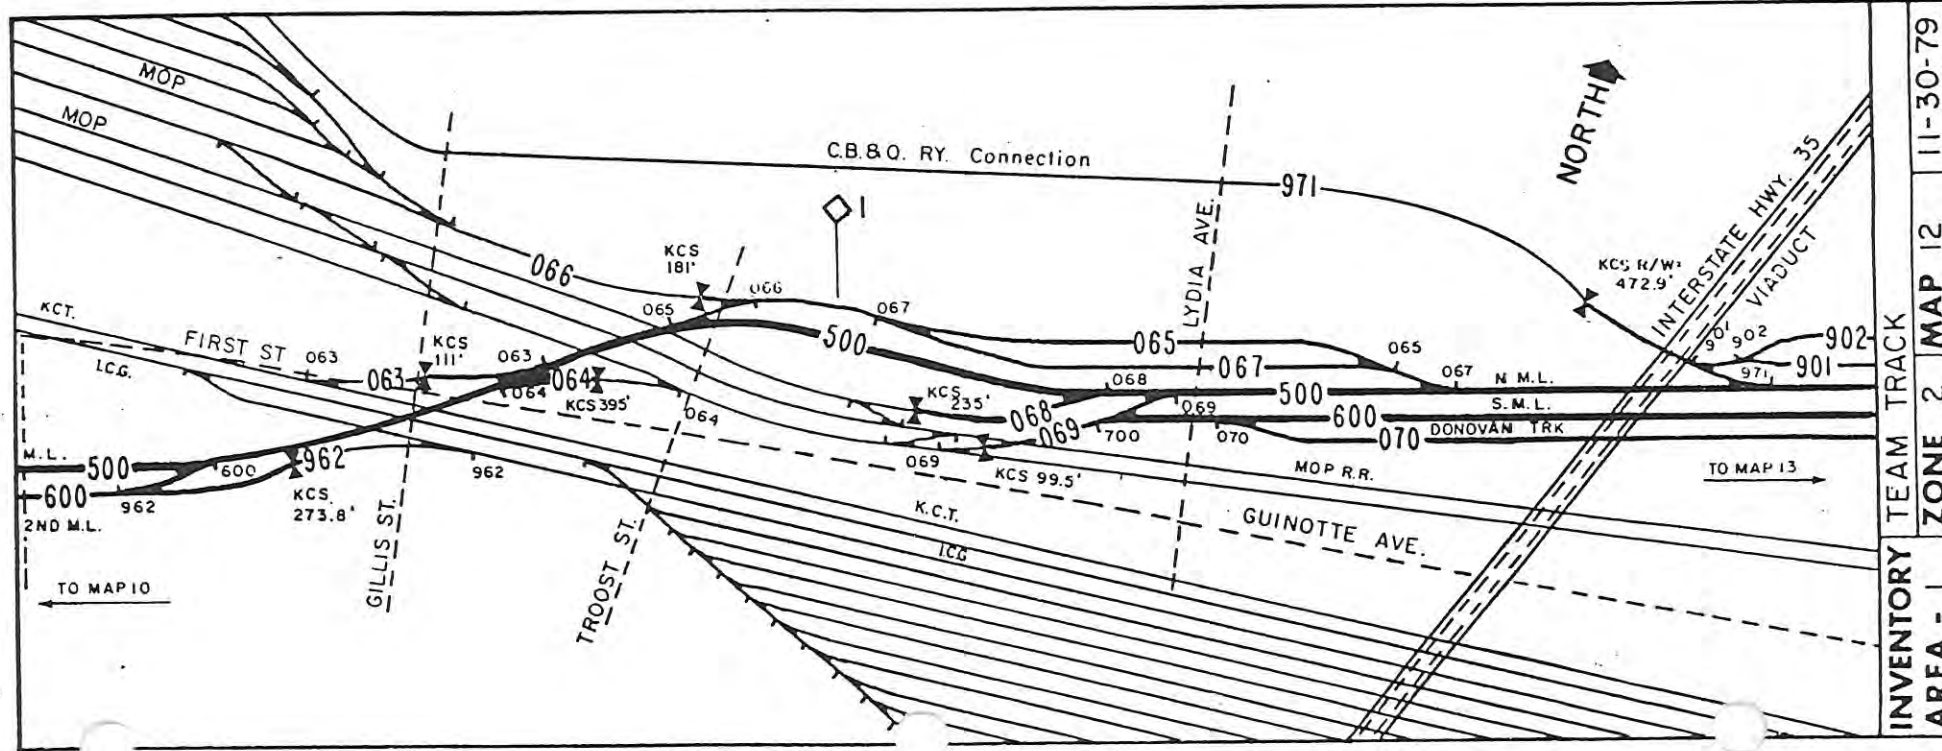 MOP
MOP
C.B.&Q. RY. Connection
971
NORTH
INTERSTATE HWY. 35
VIADUCT
LYDIA AVE.
1
KCS
181'
066
066
065
067
500
KCS R/W=
472.9'
KCT.
FIRST ST
I.C.G.
063
KCS
111'
063
063
064
064
KCS 395'
064
065
065
067
067
901
902
902
901
971
N M.L.
500
S.M.L.
600
DONOVAN TRK
070
068
KCS
235'
068
069
069
700
070
069
KCS 99.5'
MOP R.R.
TO MAP 13
M.L.
500
600
962
962
600
962
2ND M.L.
KCS
273.8'
K.C.T.
I.C.G
GUINOTTE AVE.
TO MAP 10
GILLIS ST.
TROOST ST.
INVENTORY
AREA - 1
TEAM TRACK
ZONE 2
MAP 12
11-30-79